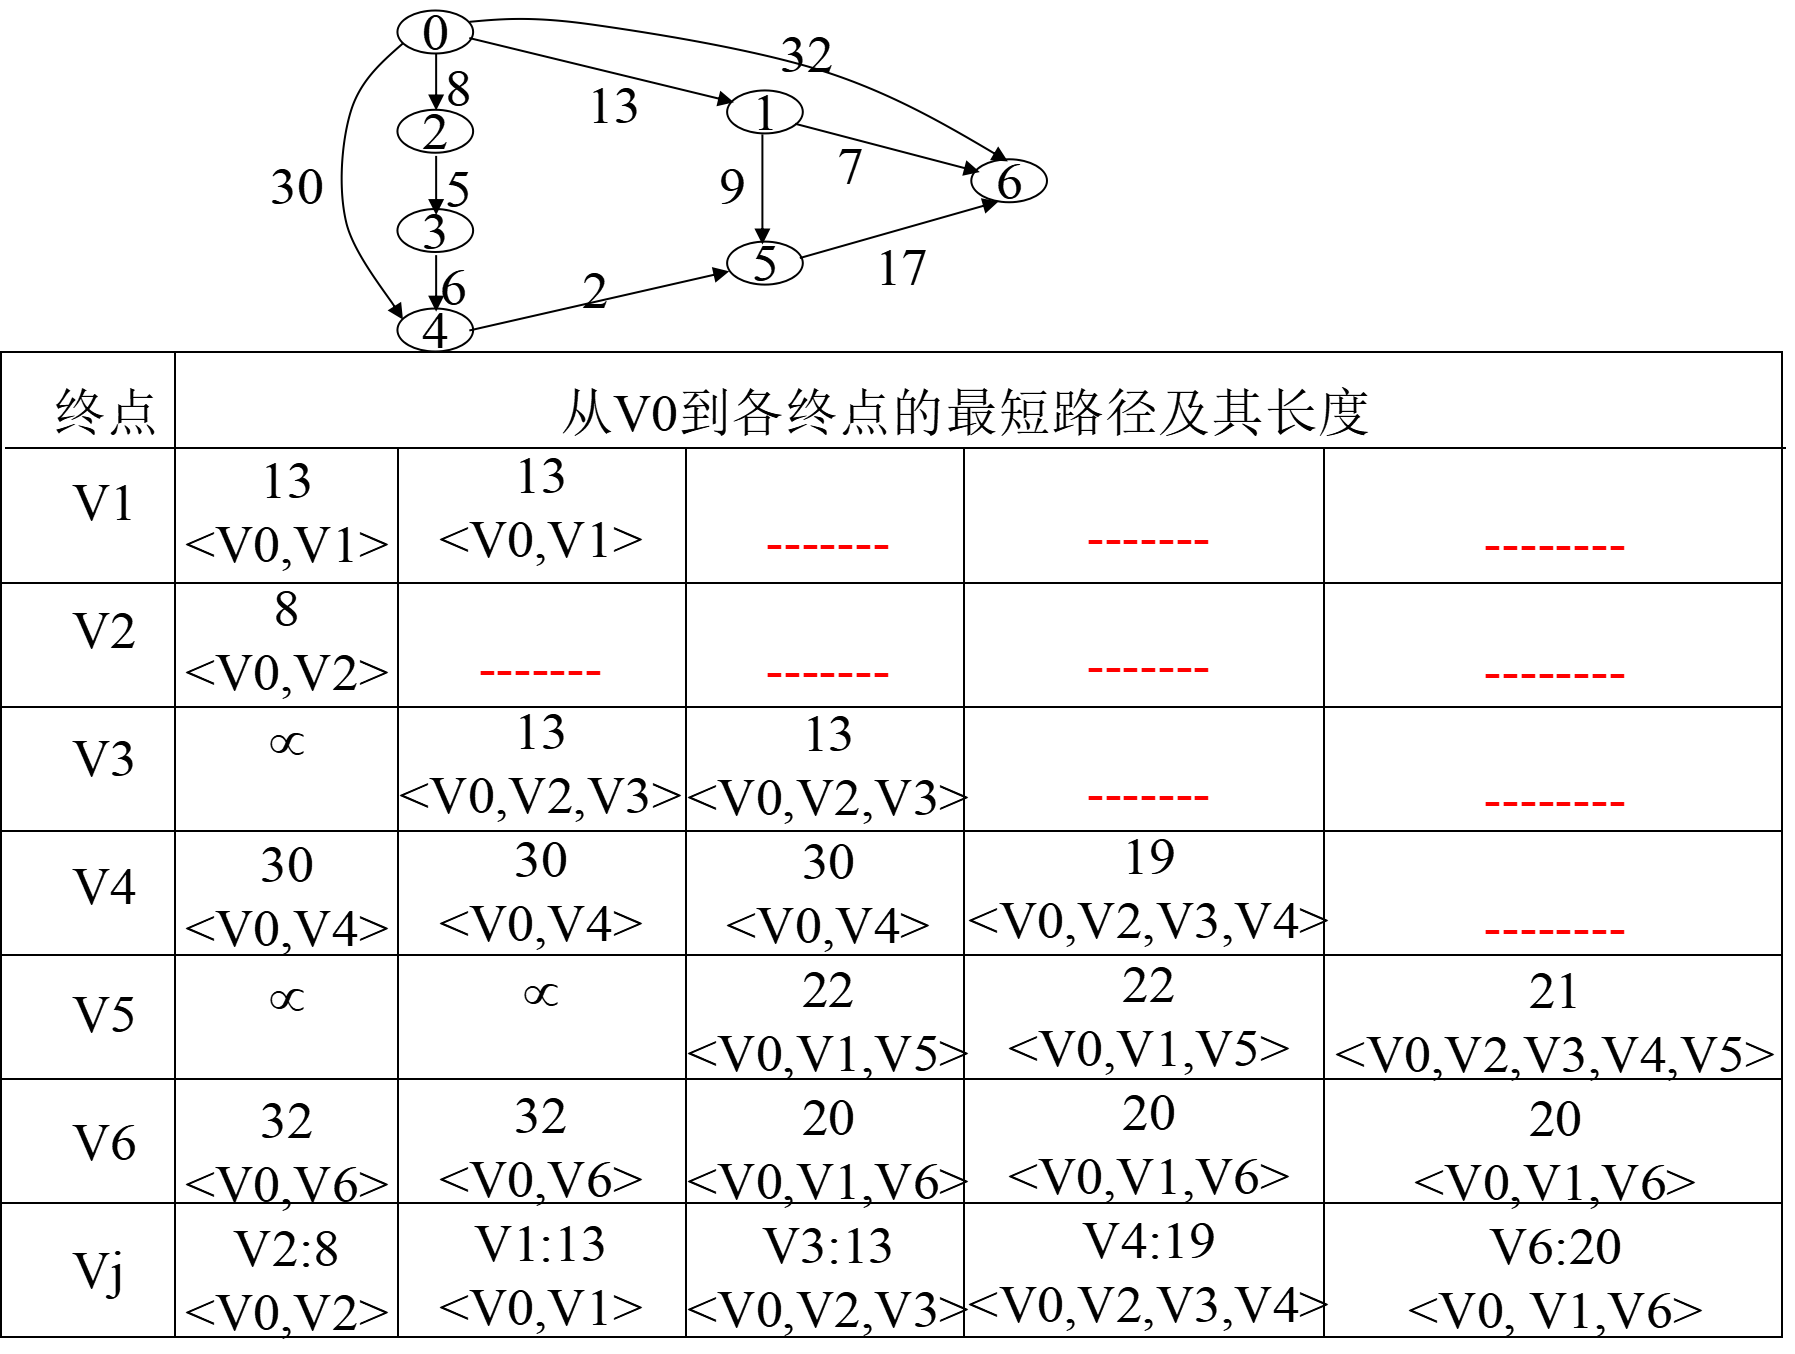 0
32
8
13
1
2
7
30
5
9
6
3
5
17
6
2
4
终点
从V0到各终点的最短路径及其长度
V1
13
<V0,V1>
13
<V0,V1>
-------
-------
--------
V2
8
<V0,V2>
-------
-------
-------
--------
V3
∝
13
<V0,V2,V3>
13
<V0,V2,V3>
-------
--------
V4
30
<V0,V4>
30
<V0,V4>
30
<V0,V4>
19
<V0,V2,V3,V4>
--------
V5
∝
∝
22
<V0,V1,V5>
22
<V0,V1,V5>
21
<V0,V2,V3,V4,V5>
V6
32
<V0,V6>
32
<V0,V6>
20
<V0,V1,V6>
20
<V0,V1,V6>
20
<V0,V1,V6>
Vj
V2:8
<V0,V2>
V1:13
<V0,V1>
V3:13
<V0,V2,V3>
V4:19
<V0,V2,V3,V4>
V6:20
<V0, V1,V6>